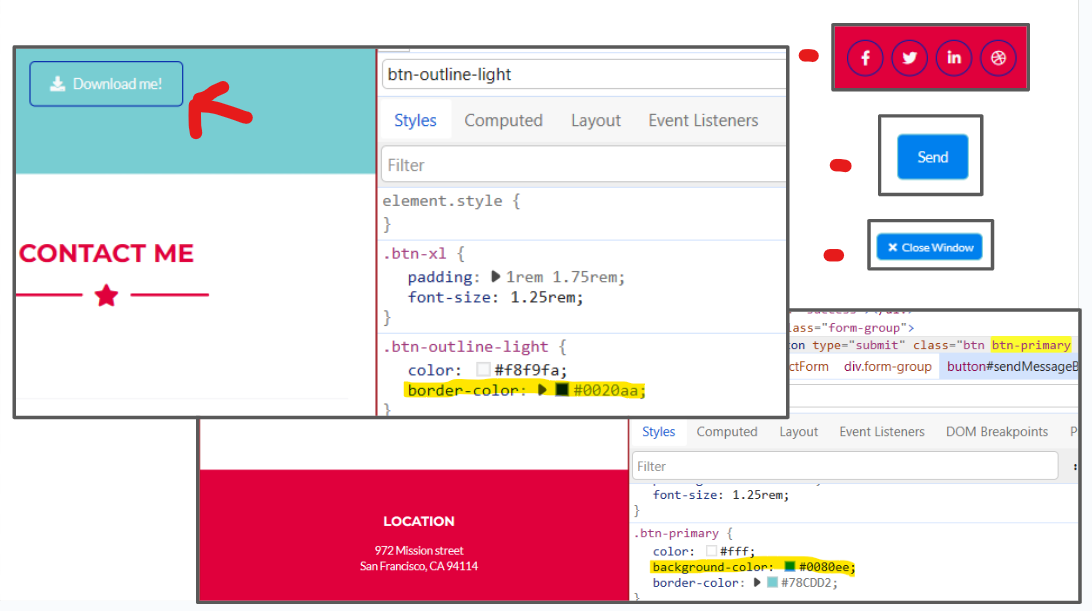 Download me!
CONTACT ME
btn-outline-light
Styles Computed Layout Event Listeners
Filter
element.style {
}
.btn-xl {
padding: 1rem 1.75rem;
font-size: 1.25rem;
}
.btn-outline-light {
color: #f8f9fa;
border-color: #0020aa;
}
f in
Send
× Close Window
lass="form-group">
on type="submit" class="btn btn-primary
ctForm div.form-group button#sendMessageB
Styles Computed Layout Event Listeners DOM Breakpoints P
Filter
font-size: 1.25rem;
}
.btn-primary {
color: #fff;
background-color: #0080ee;
border-color: #78CDD2;
}
LOCATION
972 Mission street
San Francisco, CA 94114